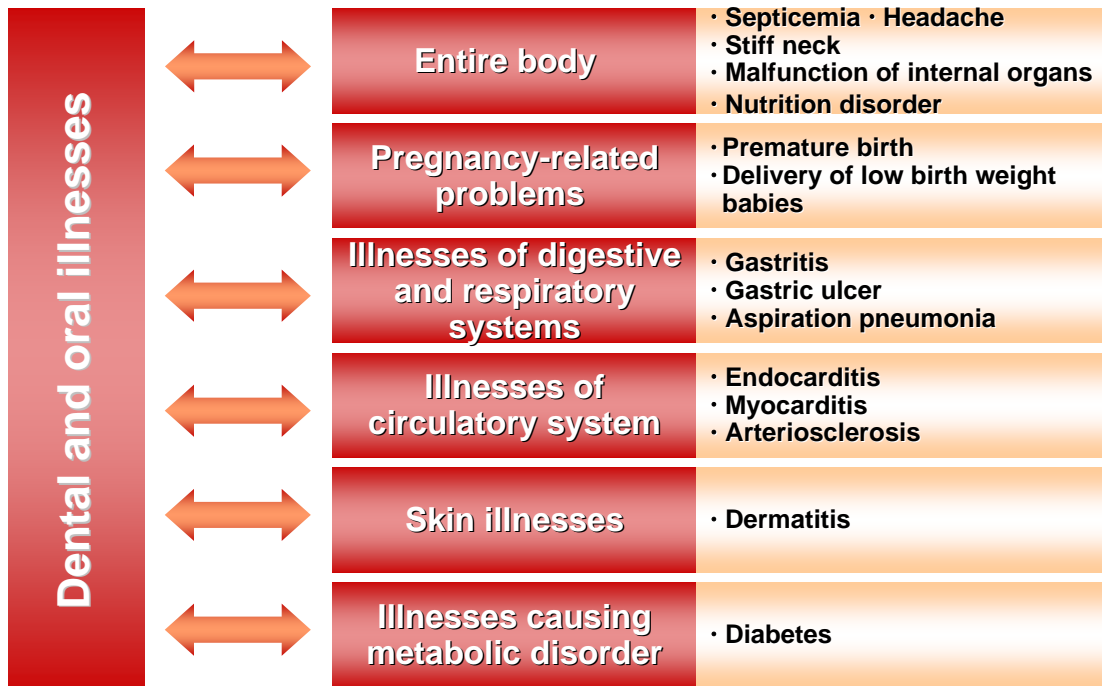 Dental and oral illnesses
Entire body
· Septicemia · Headache
· Stiff neck
· Malfunction of internal organs
· Nutrition disorder
Pregnancy-related
problems
· Premature birth
· Delivery of low birth weight
babies
Illnesses of digestive
and respiratory
systems
· Gastritis
· Gastric ulcer
· Aspiration pneumonia
Illnesses of
circulatory system
· Endocarditis
· Myocarditis
· Arteriosclerosis
Skin illnesses
· Dermatitis
Illnesses causing
metabolic disorder
· Diabetes